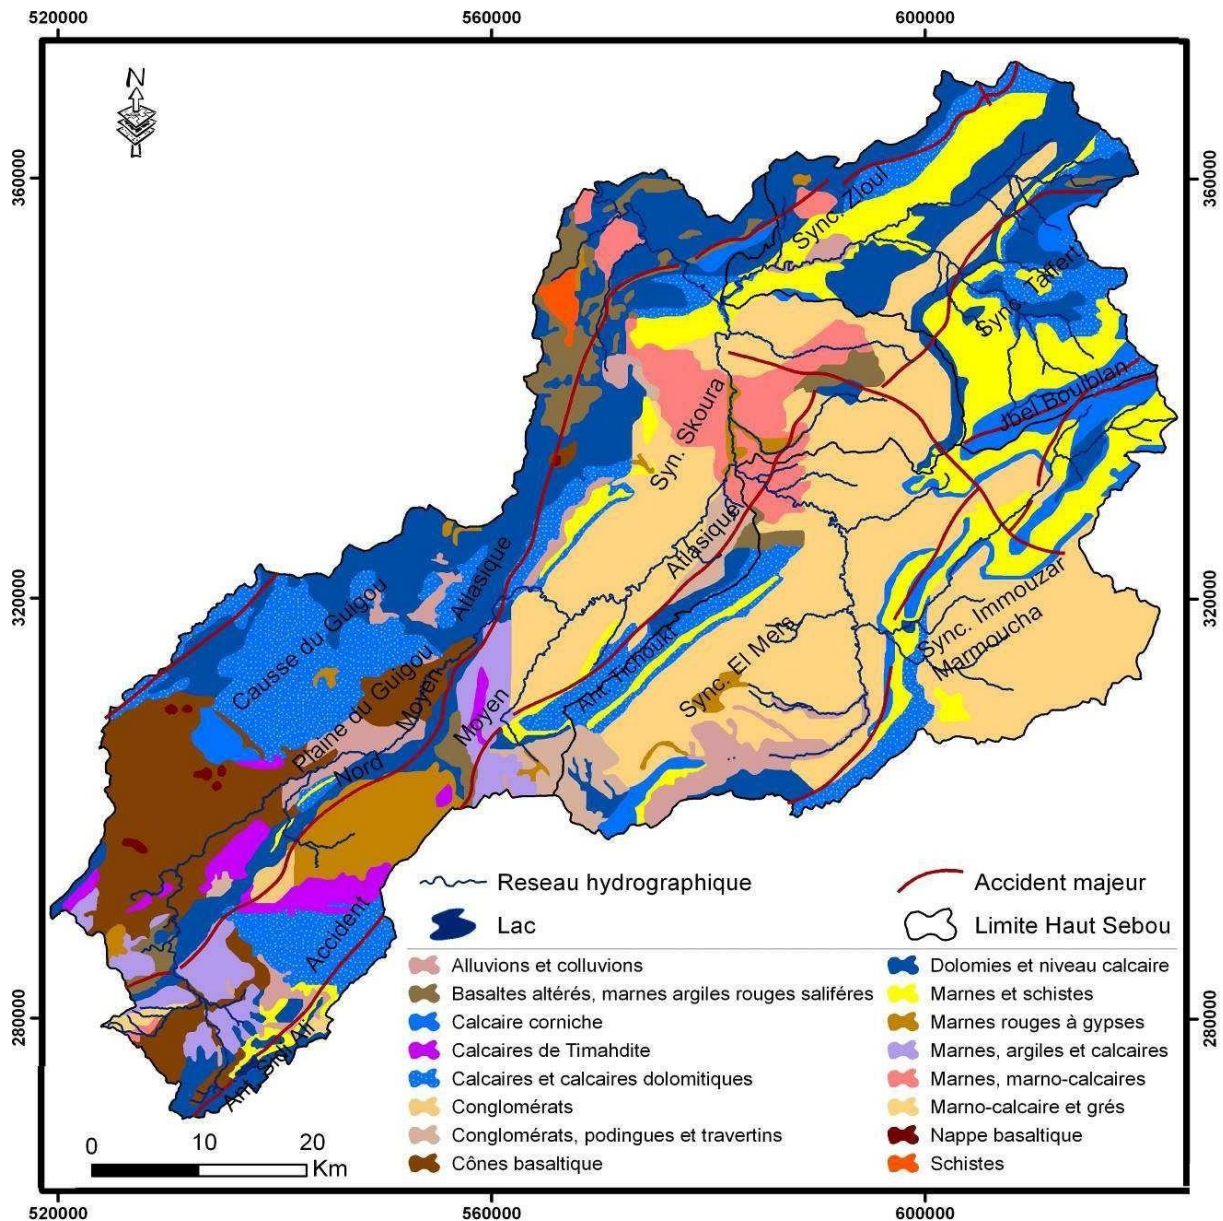 520000
560000
600000
N
360000
360000
Sync. Zloul
Sync. Taffert
Jbel Bouiblan
Syn. Skoura
Atlasique
Atlasique
320000
320000
Sync. Immouzar
Marmoucha
Causse du Guigou
Ant. Tichoukt
Sync. El Mers
Plaine du Guigou
Moyen
Moyen
Nord
Accident
Ant. Sidi Ali
280000
280000
Reseau hydrographique
Accident majeur
Lac
Limite Haut Sebou
Alluvions et colluvions
Dolomies et niveau calcaire
Basaltes altérés, marnes argiles rouges saliféres
Marnes et schistes
Calcaire corniche
Marnes rouges à gypses
Calcaires de Timahdite
Marnes, argiles et calcaires
Calcaires et calcaires dolomitiques
Marnes, marno-calcaires
Conglomérats
Marno-calcaire et grés
Conglomérats, podingues et travertins
Nappe basaltique
Cônes basaltique
Schistes
0 10 20
Km
520000
560000
600000